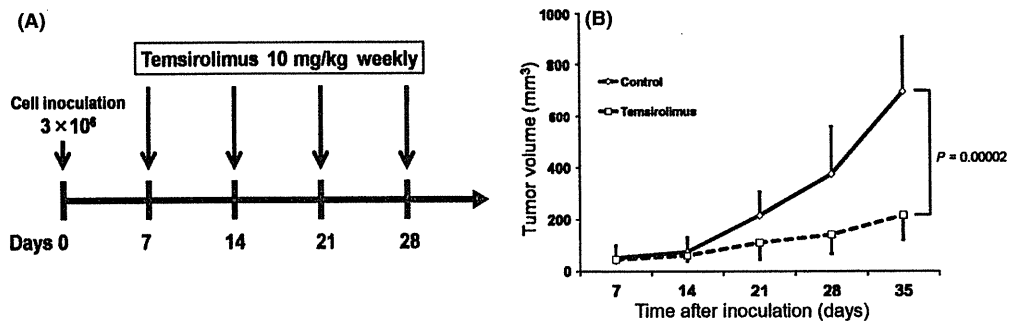 (A)
Temsirolimus 10 mg/kg weekly
Cell inoculation
3 × 10⁶
Days 0 7 14 21 28
(B)
Tumor volume (mm³)
1000
800
600
400
200
0
Control
Temsirolimus
P = 0.00002
7 14 21 28 35
Time after inoculation (days)